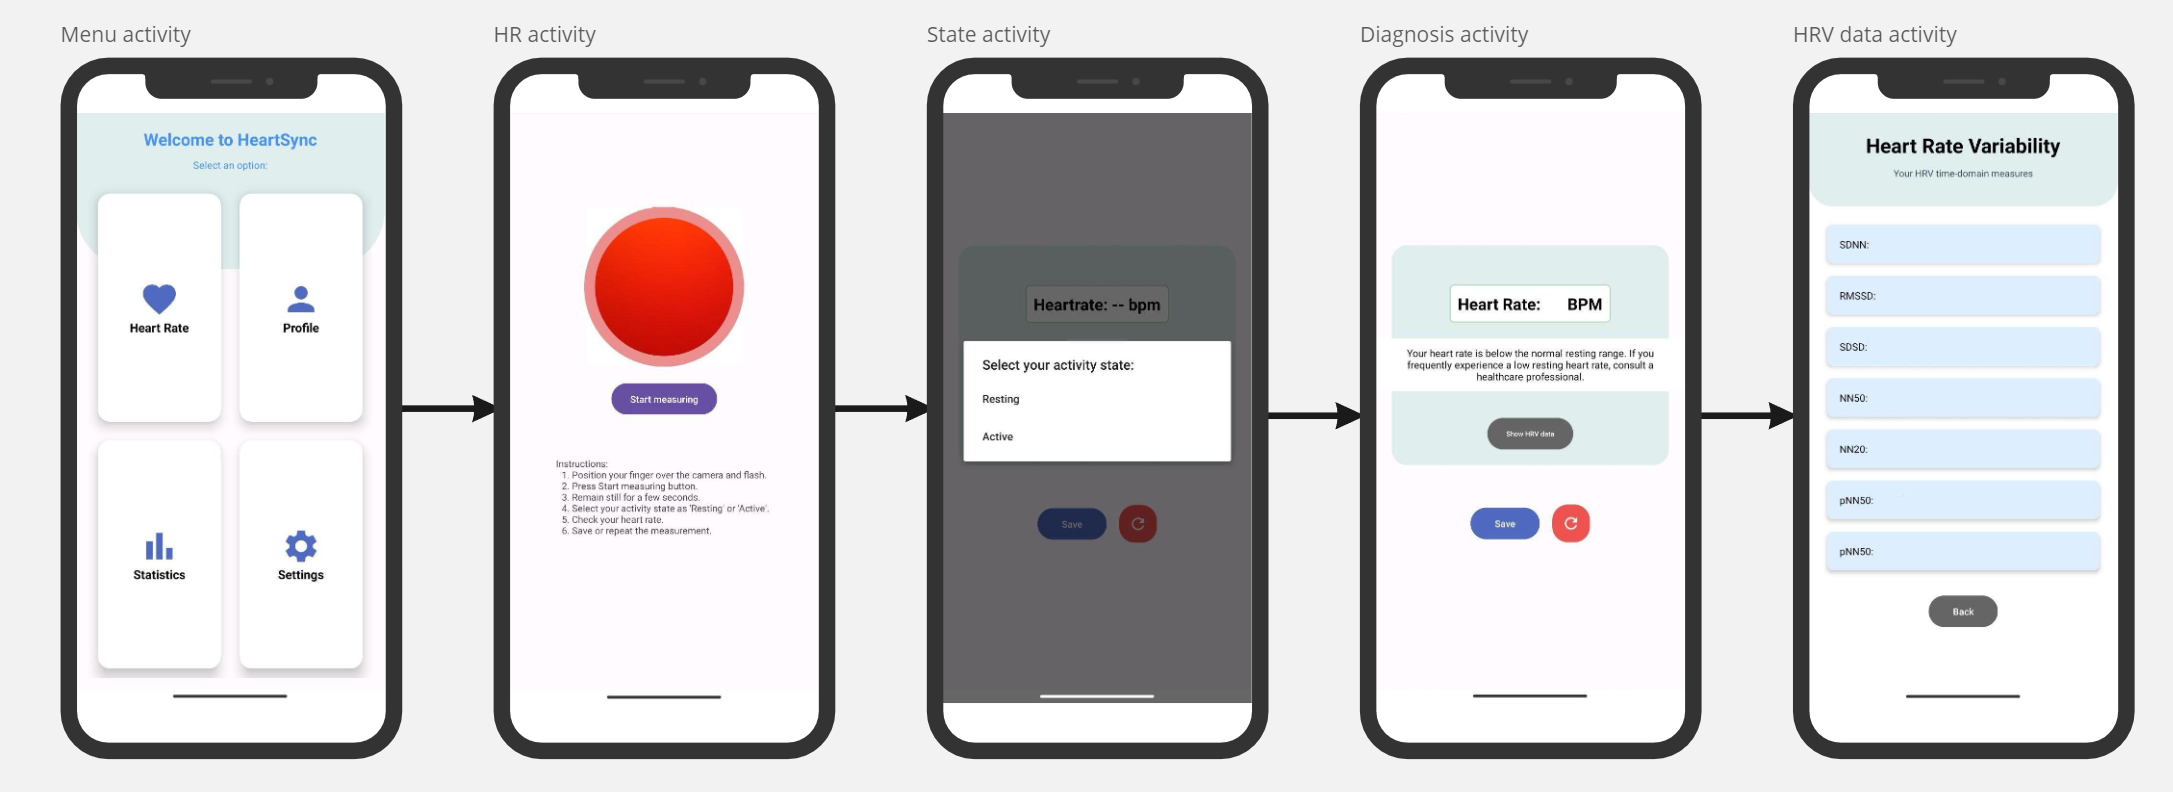 Menu activity
Welcome to HeartSync
Select an option:
Heart Rate
Profile
Statistics
Settings
HR activity
Start measuring
Instructions:
1. Position your finger over the camera and flash.
2. Press Start measuring button.
3. Remain still for a few seconds.
4. Select your activity state as 'Resting' or 'Active'.
5. Check your heart rate.
6. Save or repeat the measurement.
State activity
Heartrate: -- bpm
Select your activity state:
Resting
Active
Save
Diagnosis activity
Heart Rate: BPM
Your heart rate is below the normal resting range. If you
frequently experience a low resting heart rate, consult a
healthcare professional.
Show HRV data
Save
HRV data activity
Heart Rate Variability
Your HRV time-domain measures
SDNN:
RMSSD:
SDSD:
NN50:
NN20:
pNN50:
pNN50:
Back